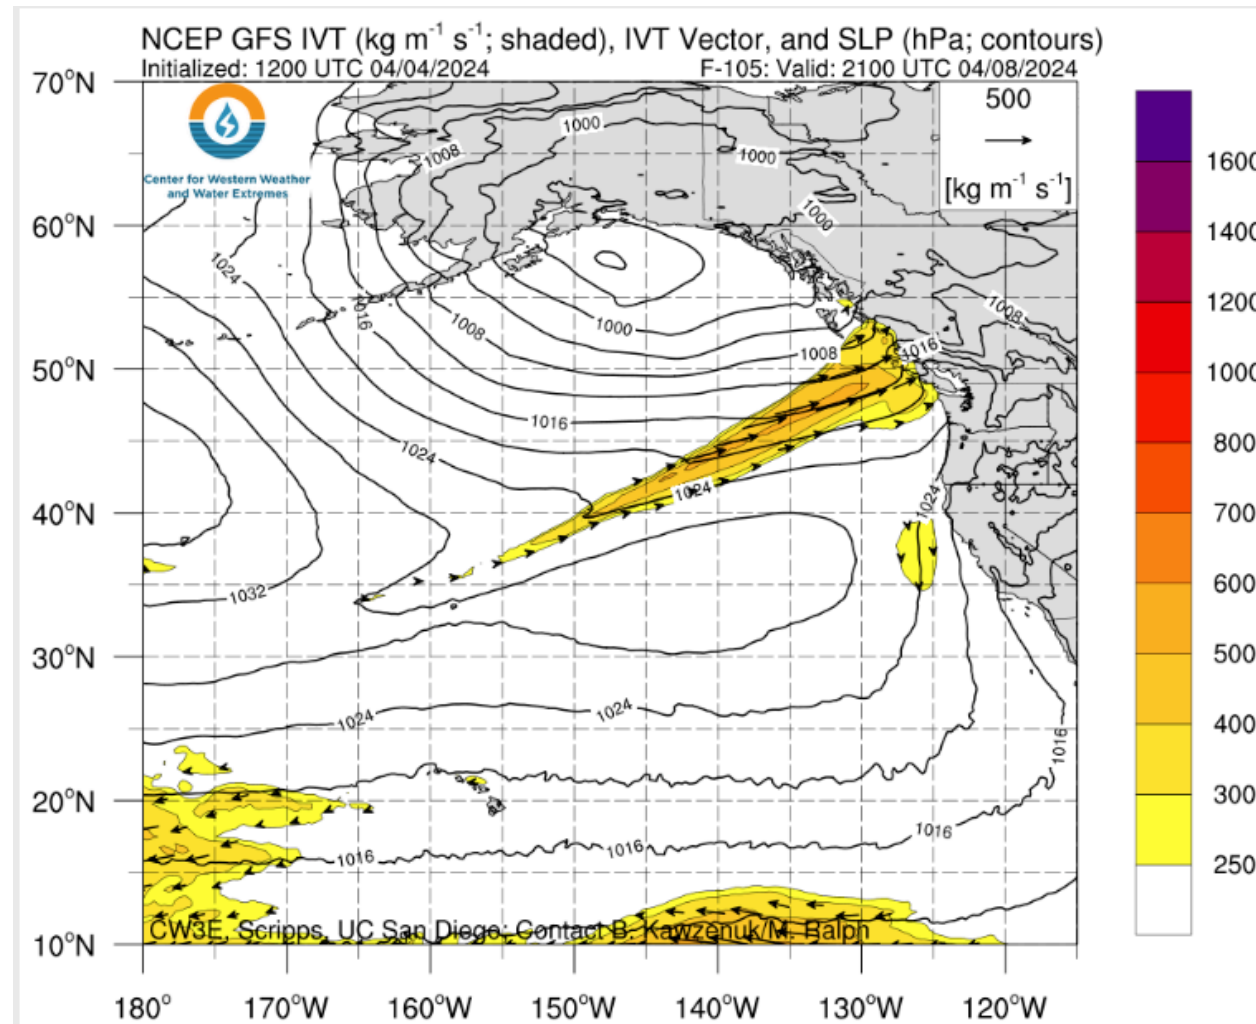 NCEP GFS IVT (kg m⁻¹ s⁻¹; shaded), IVT Vector, and SLP (hPa; contours)
Initialized: 1200 UTC 04/04/2024 F-105: Valid: 2100 UTC 04/08/2024
70°N
500
[kg m⁻¹ s⁻¹]
Center for Western Weather
and Water Extremes
1000
1008
1000
1000
60°N
1024
1016
1008
1000
1008
1008
1016
50°N
1016
1024
1024
1024
40°N
1032
30°N
1024
1024
1016
20°N
1016
1016
1016
10°N
CW3E, Scripps, UC San Diego; Contact B. Kawzenuk/M. Ralph
180° 170°W 160°W 150°W 140°W 130°W 120°W
1600
1400
1200
1000
800
700
600
500
400
300
250